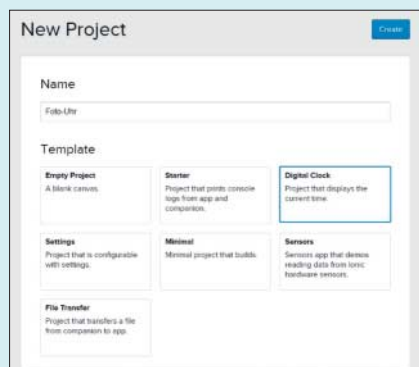 New Project
Create
Name
Foto-Uhr
Template
Empty Project
A blank canvas.
Starter
Project that prints console
logs from app and
companion.
Digital Clock
Project that displays the
current time.
Settings
Project that is configurable
with settings.
Minimal
Minimal project that builds.
Sensors
Sensors app that demos
reading data from Ionic
hardware sensors.
File Transfer
Project that transfers a file
from companion to app.